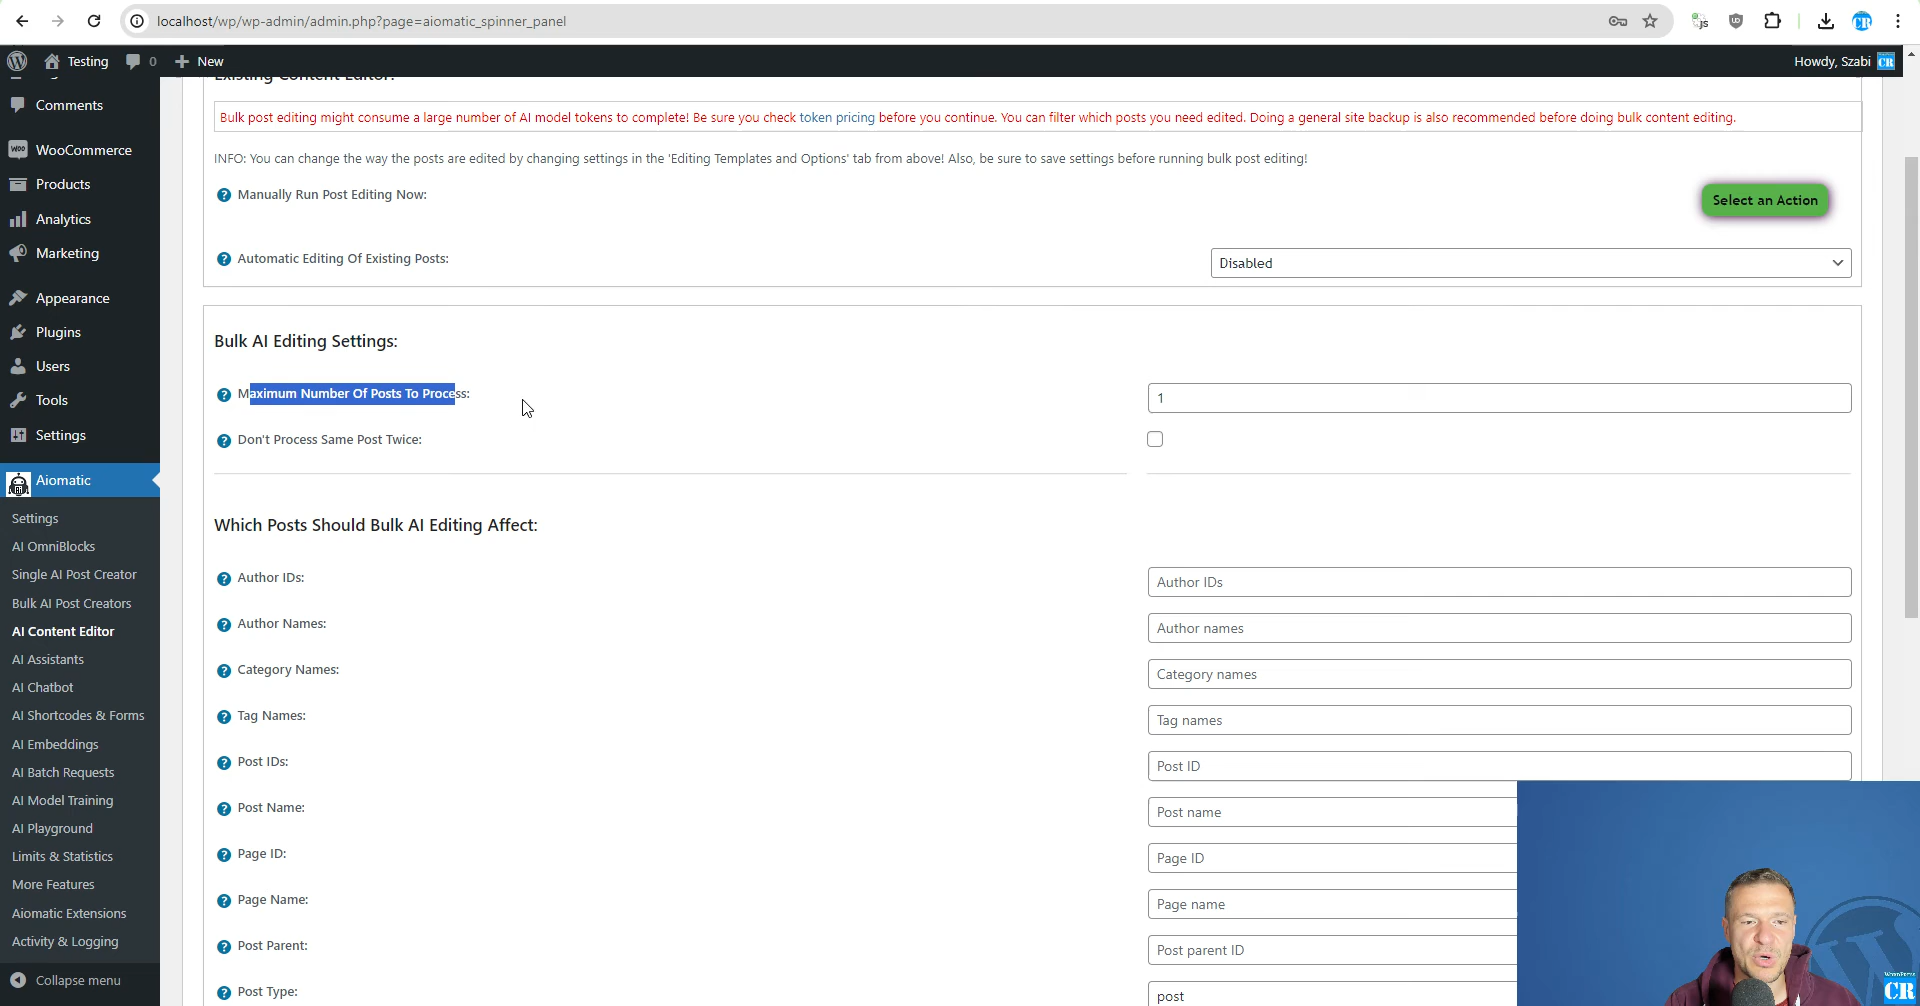 localhost/wp/wp-admin/admin.php?page=aiomatic_spinner_panel
Testing
0
New
Howdy, Szabi
Comments
WooCommerce
Products
Analytics
Marketing
Appearance
Plugins
Users
Tools
Settings
Aiomatic
Settings
AI OmniBlocks
Single AI Post Creator
Bulk AI Post Creators
AI Content Editor
AI Assistants
AI Chatbot
AI Shortcodes & Forms
AI Embeddings
AI Batch Requests
AI Model Training
AI Playground
Limits & Statistics
More Features
Aiomatic Extensions
Activity & Logging
Collapse menu
Existing Content Editor:
Bulk post editing might consume a large number of AI model tokens to complete! Be sure you check token pricing before you continue. You can filter which posts you need edited. Doing a general site backup is also recommended before doing bulk content editing.
INFO: You can change the way the posts are edited by changing settings in the 'Editing Templates and Options' tab from above! Also, be sure to save settings before running bulk post editing!
Manually Run Post Editing Now:
Select an Action
Automatic Editing Of Existing Posts:
Disabled
Bulk AI Editing Settings:
Maximum Number Of Posts To Process:
1
Don't Process Same Post Twice:
Which Posts Should Bulk AI Editing Affect:
Author IDs:
Author IDs
Author Names:
Author names
Category Names:
Category names
Tag Names:
Tag names
Post IDs:
Post ID
Post Name:
Post name
Page ID:
Page ID
Page Name:
Page name
Post Parent:
Post parent ID
Post Type:
post
CR